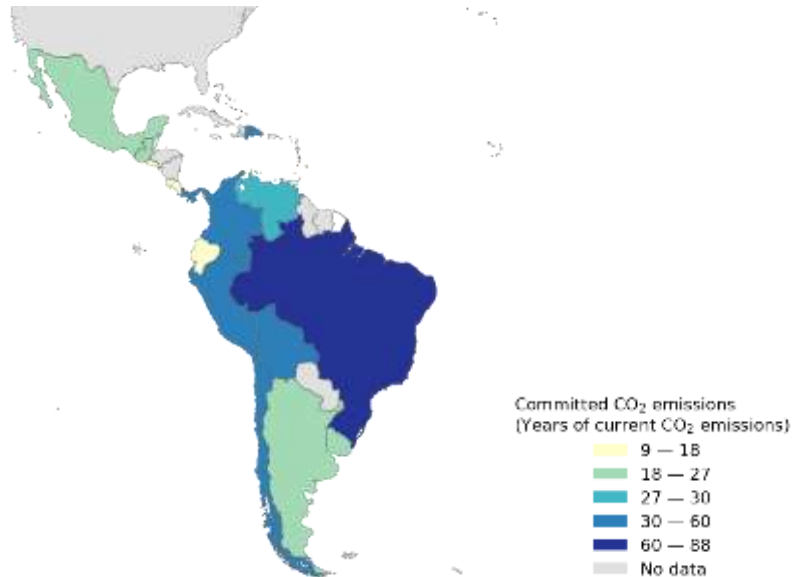 Committed CO₂ emissions
(Years of current CO₂ emissions)
9 — 18
18 — 27
27 — 30
30 — 60
60 — 88
No data